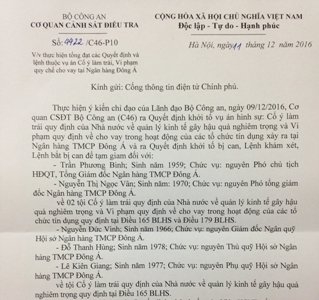 BỘ CÔNG AN
CƠ QUAN CẢNH SÁT ĐIỀU TRA
CỘNG HÒA XÃ HỘI CHỦ NGHĨA VIỆT NAM
Độc lập - Tự do - Hạnh phúc
Số: 4922 /C46-P10
Hà Nội, ngày 11 tháng 12 năm 2016
V/v thực hiện tống đạt các Quyết định và
lệnh thuộc vụ án Cố ý làm trái, Vi phạm
quy chế cho vay tại Ngân hàng Đông Á
Kính gửi: Cổng thông tin điện tử Chính phủ.
Thực hiện ý kiến chỉ đạo của Lãnh đạo Bộ Công an, ngày 09/12/2016, Cơ
quan CSĐT Bộ Công an (C46) ra Quyết định khởi tố vụ án hình sự: Cố ý làm
trái quy định của Nhà nước về quản lý kinh tế gây hậu quả nghiêm trọng và Vi
phạm quy định về cho vay trong hoạt động của các tổ chức tín dụng xảy ra tại
Ngân hàng TMCP Đông Á và ra Quyết định khởi tố bị can, Lệnh khám xét,
Lệnh bắt bị can để tạm giam đối với:
- Trần Phương Bình; Sinh năm 1959; Chức vụ: nguyên Phó chủ tịch
HĐQT, Tổng Giám đốc Ngân hàng TMCP Đông Á.
- Nguyễn Thị Ngọc Vân; Sinh năm: 1970; Chức vụ: nguyên Phó tổng giám
đốc Ngân hàng TMCP Đông Á.
về 02 tội Cố ý làm trái quy định của Nhà nước về quản lý kinh tế gây hậu
quả nghiêm trọng và Vi phạm quy định về cho vay trong hoạt động của các tổ
chức tín dụng quy định tại Điều 165 BLHS và Điều 179 BLHS.
- Nguyễn Đức Vinh; Sinh năm 1966; Chức vụ: nguyên Giám đốc Ngân quỹ
Hội sở Ngân hàng TMCP Đông Á.
- Đỗ Thanh Hùng; Sinh năm 1978; Chức vụ: nguyên Thủ quỹ Hội sở Ngân
hàng TMCP Đông Á.
- Lê Kiên Giang; Sinh năm 1977; Chức vụ: nguyên Phụ quỹ Hội sở Ngân
hàng TMCP Đông Á.
về tội Cố ý làm trái quy định của Nhà nước về quản lý kinh tế gây hậu quả
nghiêm trọng quy định tại Điều 165 BLHS.